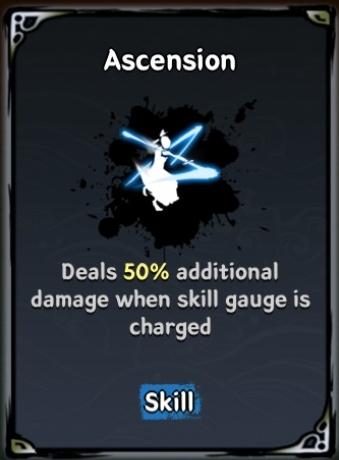 Ascension
Deals 50% additional
damage when skill gauge is
charged
Skill